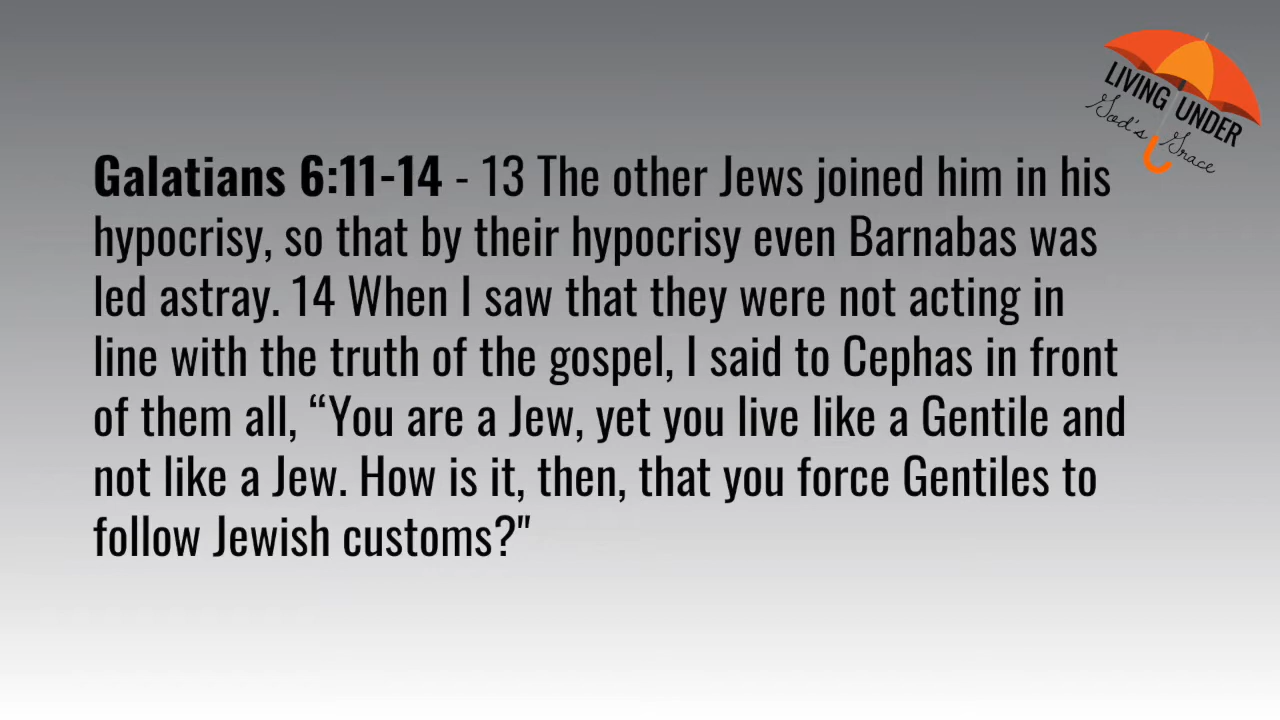 LIVING UNDER
God's Grace
Galatians 6:11-14 - 13 The other Jews joined him in his
hypocrisy, so that by their hypocrisy even Barnabas was
led astray. 14 When I saw that they were not acting in
line with the truth of the gospel, I said to Cephas in front
of them all, “You are a Jew, yet you live like a Gentile and
not like a Jew. How is it, then, that you force Gentiles to
follow Jewish customs?"